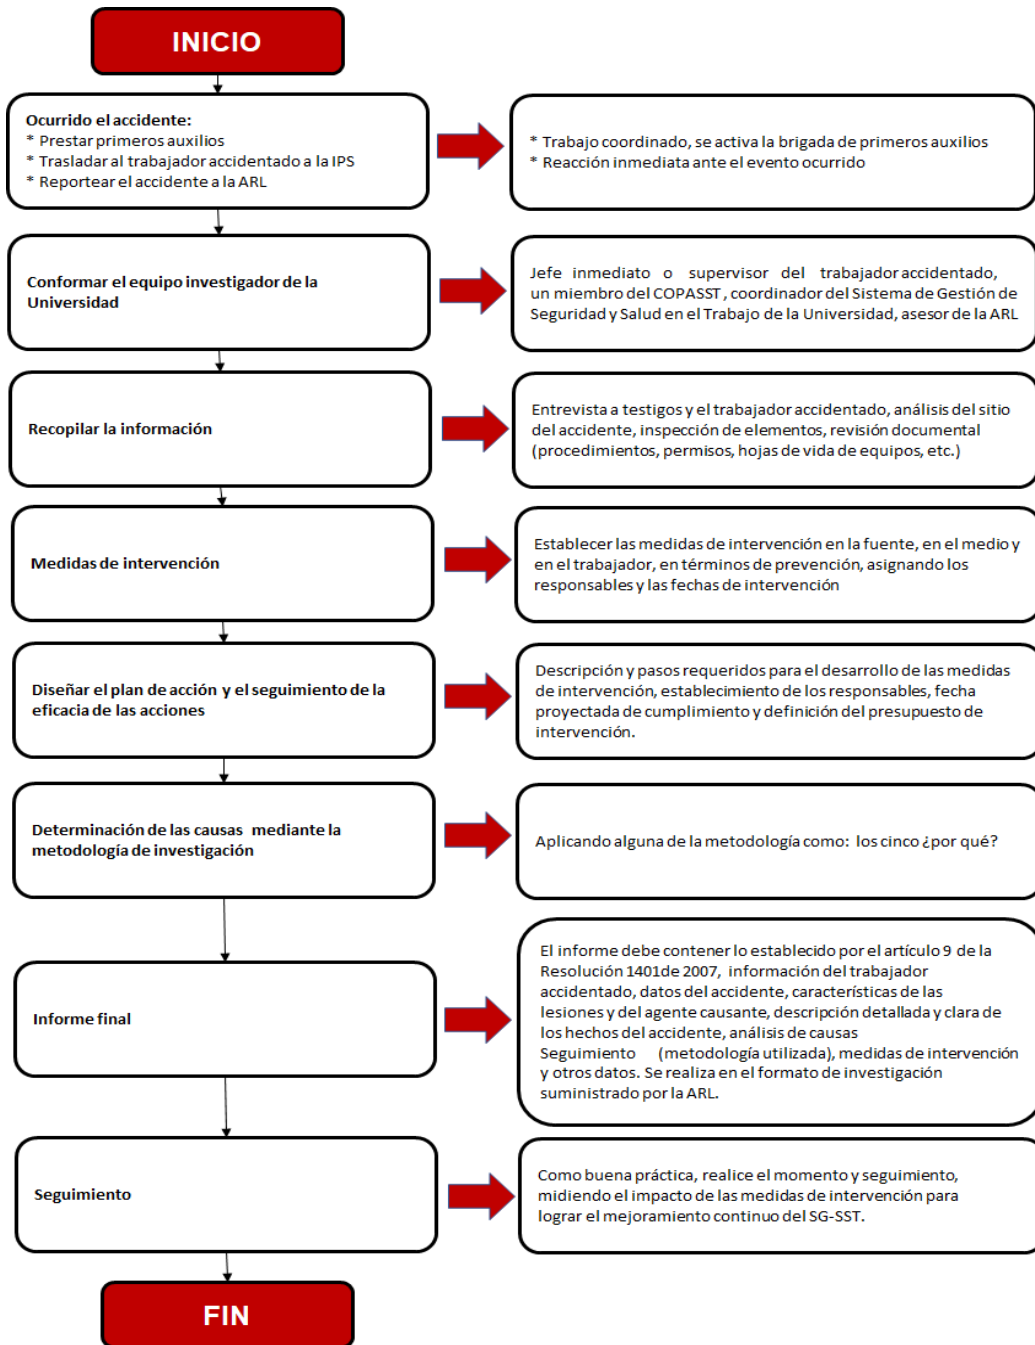 INICIO
Ocurrido el accidente:
* Prestar primeros auxilios
* Trasladar al trabajador accidentado a la IPS
* Reportear el accidente a la ARL
* Trabajo coordinado, se activa la brigada de primeros auxilios
* Reacción inmediata ante el evento ocurrido
Conformar el equipo investigador de la
Universidad
Jefe inmediato o supervisor del trabajador accidentado,
un miembro del COPASST, coordinador del Sistema de Gestión de
Seguridad y Salud en el Trabajo de la Universidad, asesor de la ARL
Recopilar la información
Entrevista a testigos y el trabajador accidentado, análisis del sitio
del accidente, inspección de elementos, revisión documental
(procedimientos, permisos, hojas de vida de equipos, etc.)
Medidas de intervención
Establecer las medidas de intervención en la fuente, en el medio y
en el trabajador, en términos de prevención, asignando los
responsables y las fechas de intervención
Diseñar el plan de acción y el seguimiento de la
eficacia de las acciones
Descripción y pasos requeridos para el desarrollo de las medidas
de intervención, establecimiento de los responsables, fecha
proyectada de cumplimiento y definición del presupuesto de
intervención.
Determinación de las causas mediante la
metodología de investigación
Aplicando alguna de la metodología como: los cinco ¿por qué?
Informe final
El informe debe contener lo establecido por el artículo 9 de la
Resolución 1401de 2007, información del trabajador
accidentado, datos del accidente, características de las
lesiones y del agente causante, descripción detallada y clara de
los hechos del accidente, análisis de causas
Seguimiento (metodología utilizada), medidas de intervención
y otros datos. Se realiza en el formato de investigación
suministrado por la ARL.
Seguimiento
Como buena práctica, realice el momento y seguimiento,
midiendo el impacto de las medidas de intervención para
lograr el mejoramiento continuo del SG-SST.
FIN